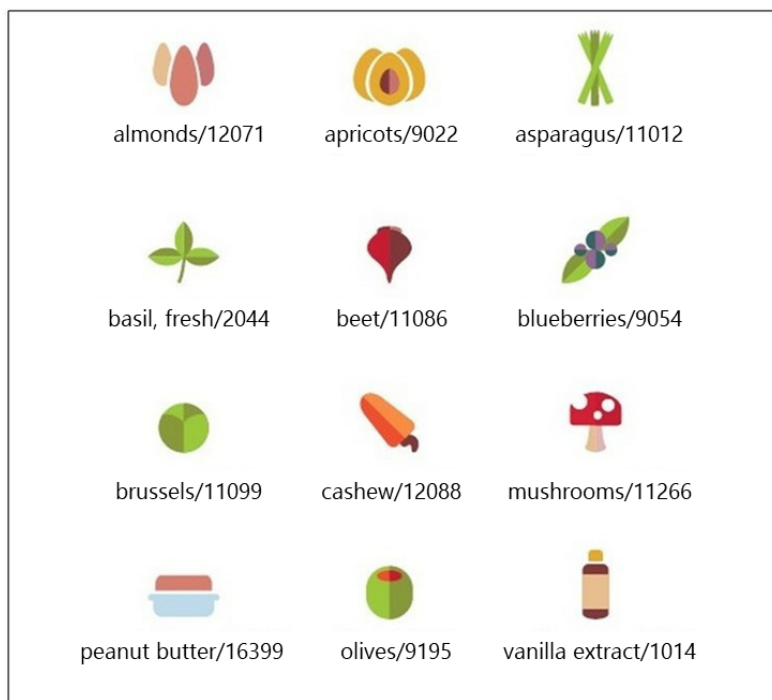 almonds/12071
apricots/9022
asparagus/11012
basil, fresh/2044
beet/11086
blueberries/9054
brussels/11099
cashew/12088
mushrooms/11266
peanut butter/16399
olives/9195
vanilla extract/1014